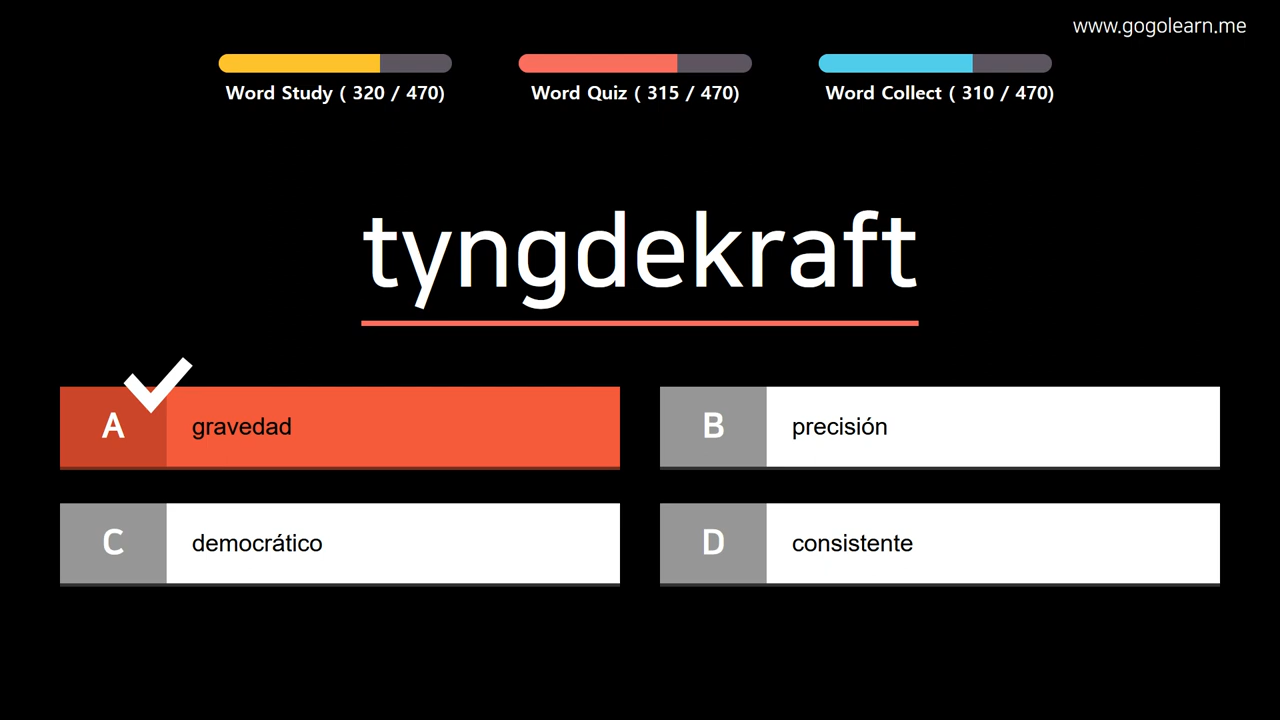 www.gogolearn.me
Word Study ( 320 / 470)
Word Quiz ( 315 / 470)
Word Collect ( 310 / 470)
tyngdekraft
A gravedad
B precisión
C democrático
D consistente